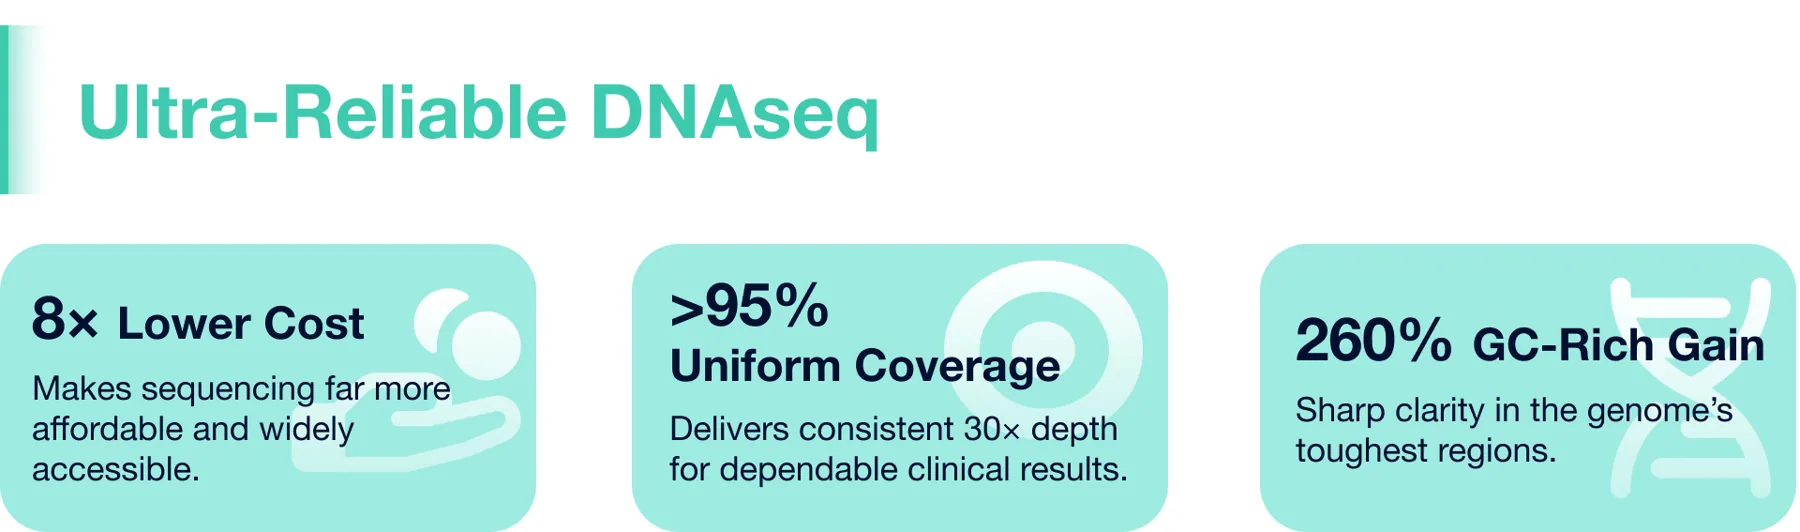 Ultra-Reliable DNAseq
8× Lower Cost
Makes sequencing far more
affordable and widely
accessible.
>95%
Uniform Coverage
Delivers consistent 30× depth
for dependable clinical results.
260% GC-Rich Gain
Sharp clarity in the genome’s
toughest regions.